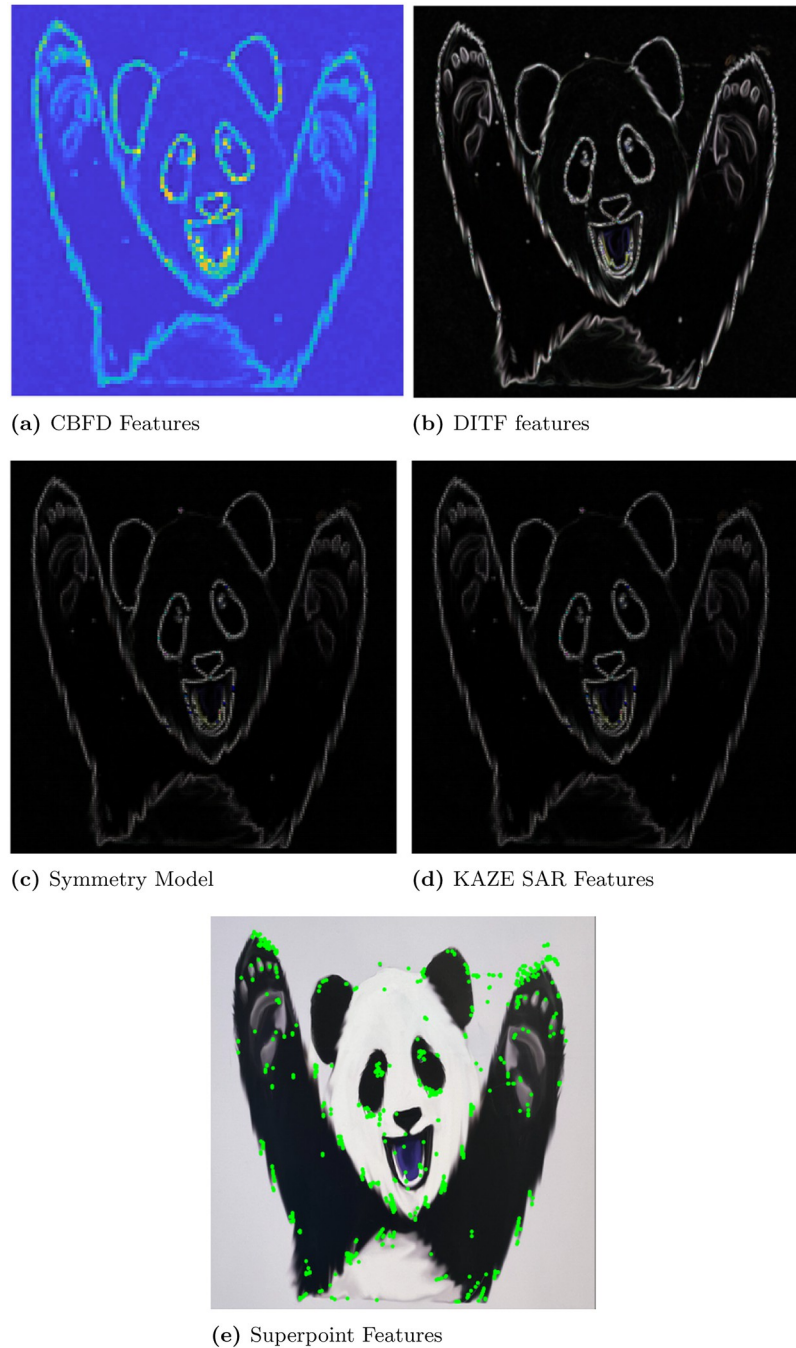 (a) CBFD Features
(b) DITF features
(c) Symmetry Model
(d) KAZE SAR Features
(e) Superpoint Features